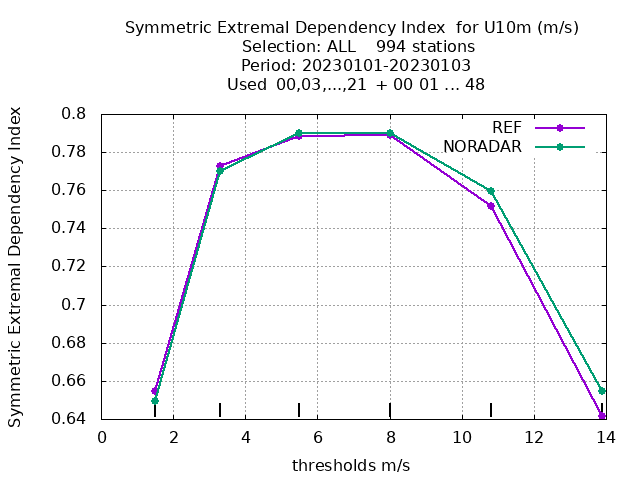 Symmetric Extremal Dependency Index  for U10m (m/s)
Selection: ALL    994 stations
Period: 20230101-20230103
Used  00,03,...,21  + 00 01 ... 48
REF
NORADAR
Symmetric Extremal Dependency Index
0.8
0.78
0.76
0.74
0.72
0.7
0.68
0.66
0.64
0 2 4 6 8 10 12 14
thresholds m/s